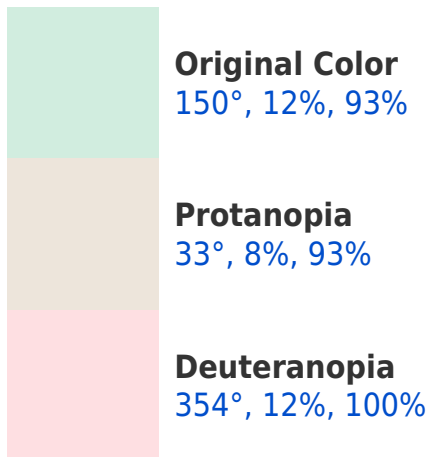 Original Color
150°, 12%, 93%
Protanopia
33°, 8%, 93%
Deuteranopia
354°, 12%, 100%